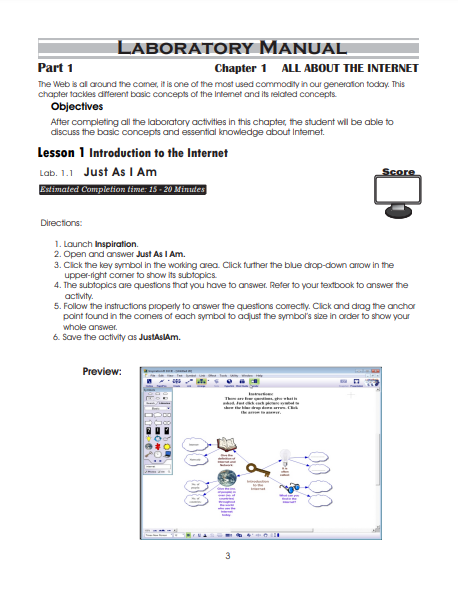 LABORATORY MANUAL
Part 1 Chapter 1 ALL ABOUT THE INTERNET
The Web is all around the corner, it is one of the most used commodity in our generation today. This
chapter tackles different basic concepts of the Internet and its related concepts.
Objectives
After completing all the laboratory activities in this chapter, the student will be able to
discuss the basic concepts and essential knowledge about Internet.
Lesson 1 Introduction to the Internet
Lab. 1.1 Just As I Am
Score
Estimated Completion time: 15 - 20 Minutes
Directions:
1. Launch Inspiration.
2. Open and answer Just As I Am.
3. Click the key symbol in the working area. Click further the blue drop-down arrow in the
upper-right corner to show its subtopics.
4. The subtopics are questions that you have to answer. Refer to your textbook to answer the
activity.
5. Follow the instructions properly to answer the questions correctly. Click and drag the anchor
point found in the corners of each symbol to adjust the symbol's size in order to show your
whole answer.
6. Save the activity as JustAsIAm.
Preview:
Instructions:
There are four questions, give what is
asked. Just click each picture symbol to
show the blue drop down arrow. Click
the arrow to answer.
Give the
definition of
Internet and
Network
Introduction
to the
Internet
3